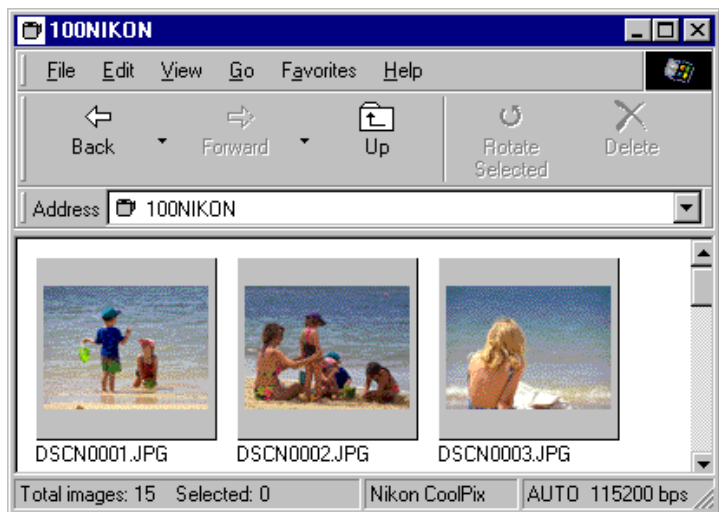 100NIKON
File Edit View Go Favorites Help
Back Forward Up Rotate Selected Delete
Address 100NIKON
DSCN0001.JPG DSCN0002.JPG DSCN0003.JPG
Total images: 15 Selected: 0 Nikon CoolPix AUTO 115200 bps